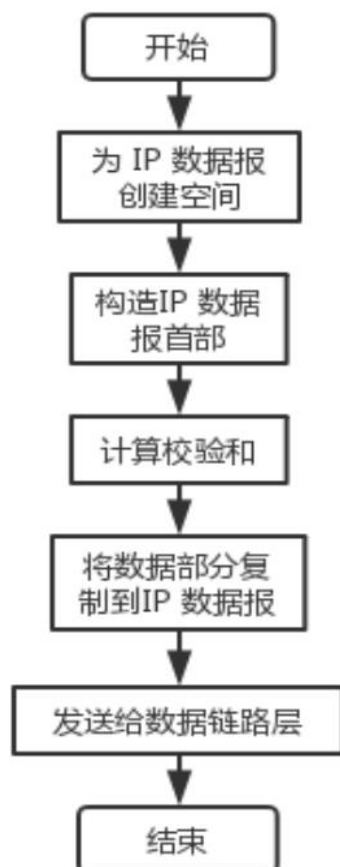 开始
为 IP 数据报
创建空间
构造IP 数据
报首部
计算校验和
将数据部分复
制到IP 数据报
发送给数据链路层
结束